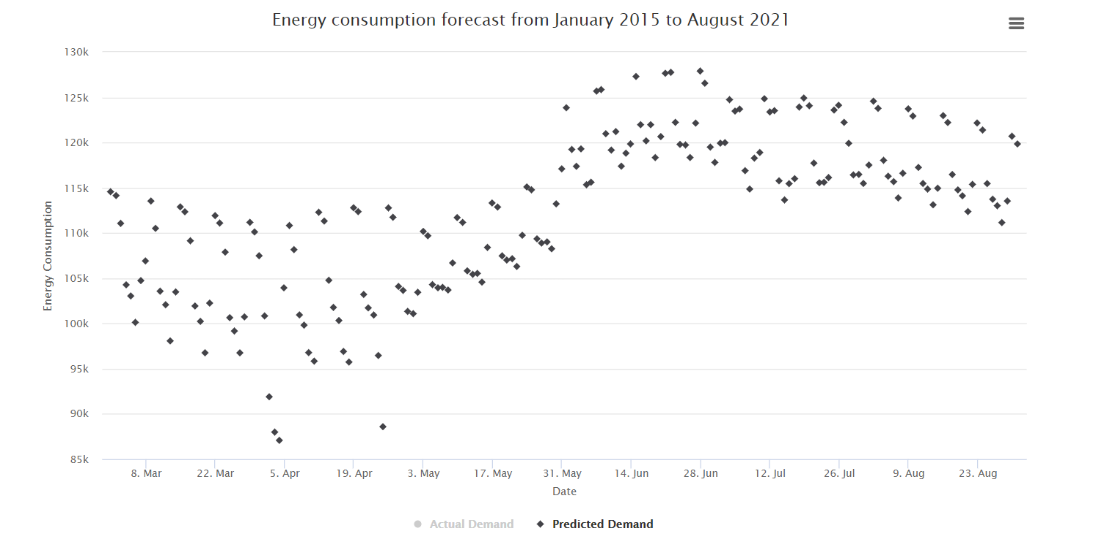 Energy consumption forecast from January 2015 to August 2021
130k
125k
120k
115k
110k
105k
100k
95k
90k
85k
Energy Consumption
8. Mar 22. Mar 5. Apr 19. Apr 3. May 17. May 31. May 14. Jun 28. Jun 12. Jul 26. Jul 9. Aug 23. Aug
Date
Actual Demand Predicted Demand